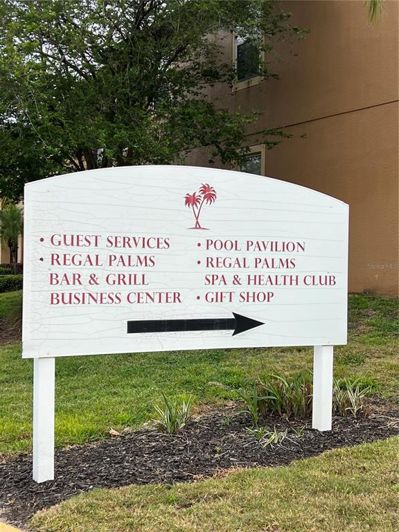 • GUEST SERVICES
• REGAL PALMS
BAR & GRILL
BUSINESS CENTER
• POOL PAVILION
• REGAL PALMS
SPA & HEALTH CLUB
• GIFT SHOP